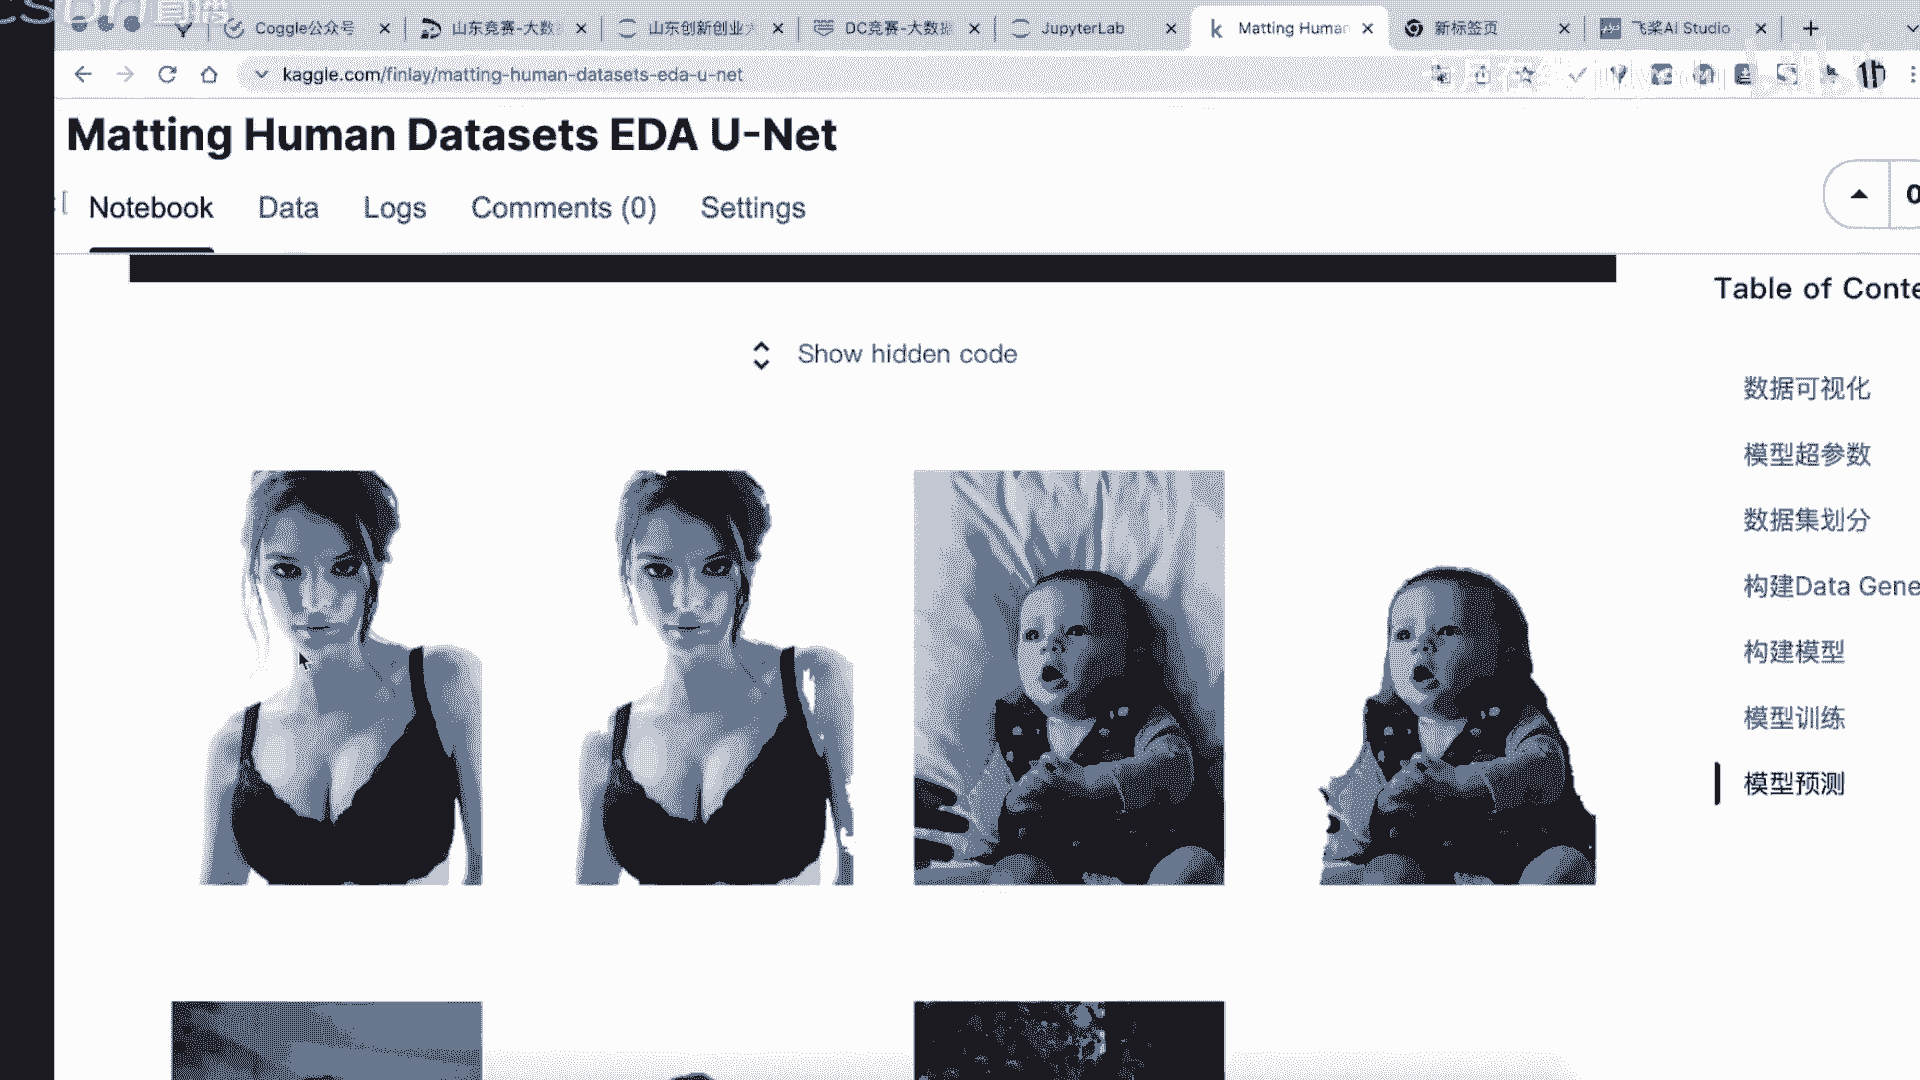 直播
Coggle公众号
山东竞赛-大数
山东创新创业大
DC竞赛-大数据
JupyterLab
Matting Human
新标签页
飞桨AI Studio
kaggle.com/finlay/matting-human-datasets-eda-u-net
Matting Human Datasets EDA U-Net
Notebook
Data
Logs
Comments (0)
Settings
0
Table of Conte
Show hidden code
数据可视化
模型超参数
数据集划分
构建Data Gene
构建模型
模型训练
模型预测